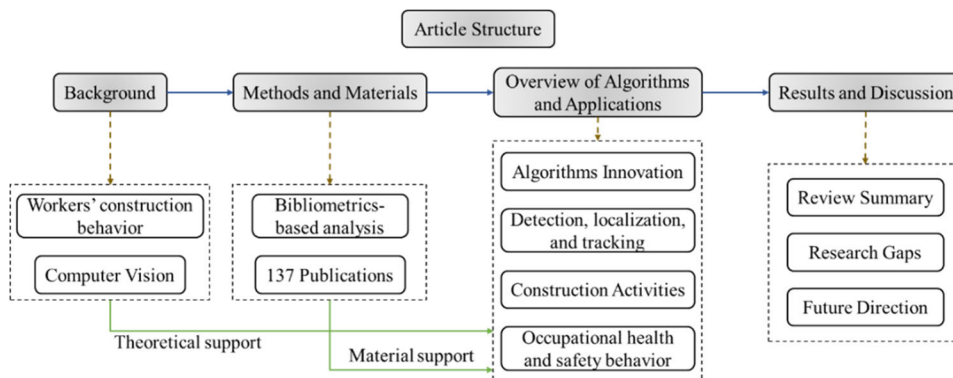 Article Structure
Background
Methods and Materials
Overview of Algorithms
and Applications
Results and Discussion
Workers' construction
behavior
Computer Vision
Bibliometrics-
based analysis
137 Publications
Algorithms Innovation
Detection, localization,
and tracking
Construction Activities
Occupational health
and safety behavior
Review Summary
Research Gaps
Future Direction
Theoretical support
Material support